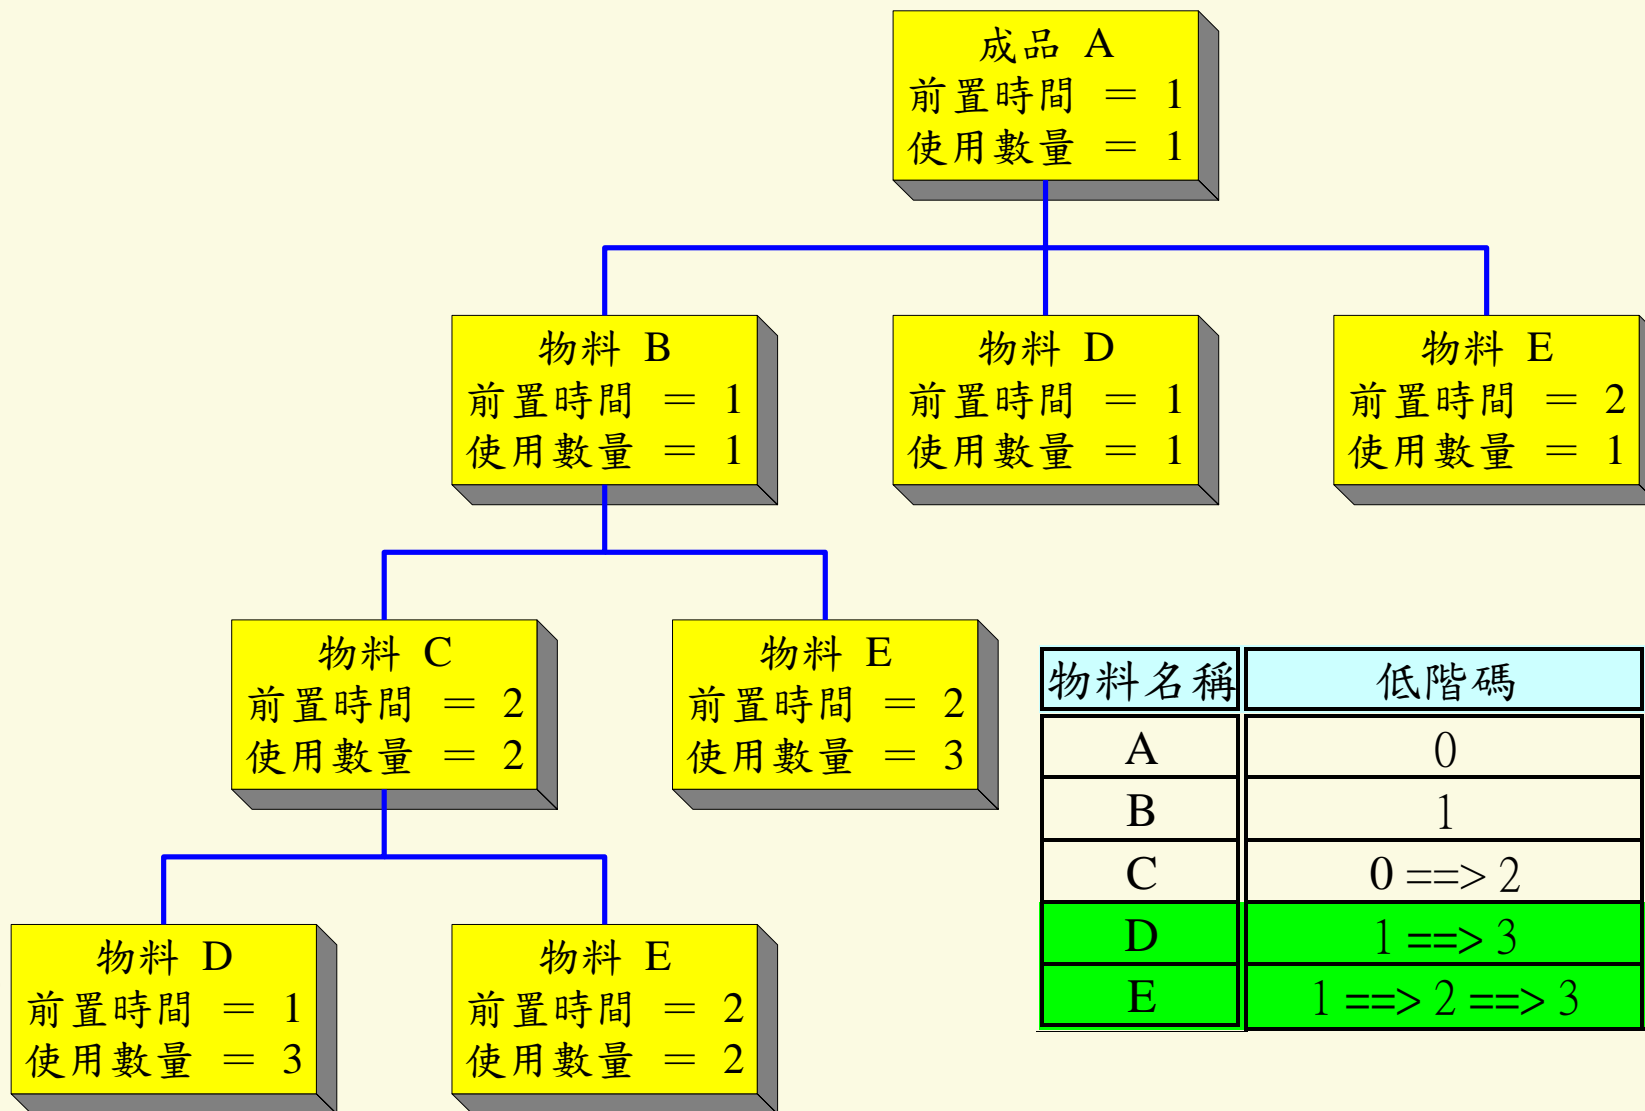 成品 A
前置時間 = 1
使用數量 = 1
物料 B
前置時間 = 1
使用數量 = 1
物料 D
前置時間 = 1
使用數量 = 1
物料 E
前置時間 = 2
使用數量 = 1
物料 C
前置時間 = 2
使用數量 = 2
物料 E
前置時間 = 2
使用數量 = 3
物料 D
前置時間 = 1
使用數量 = 3
物料 E
前置時間 = 2
使用數量 = 2
物料名稱 低階碼
A 0
B 1
C 0 ==> 2
D 1 ==> 3
E 1 ==> 2 ==> 3